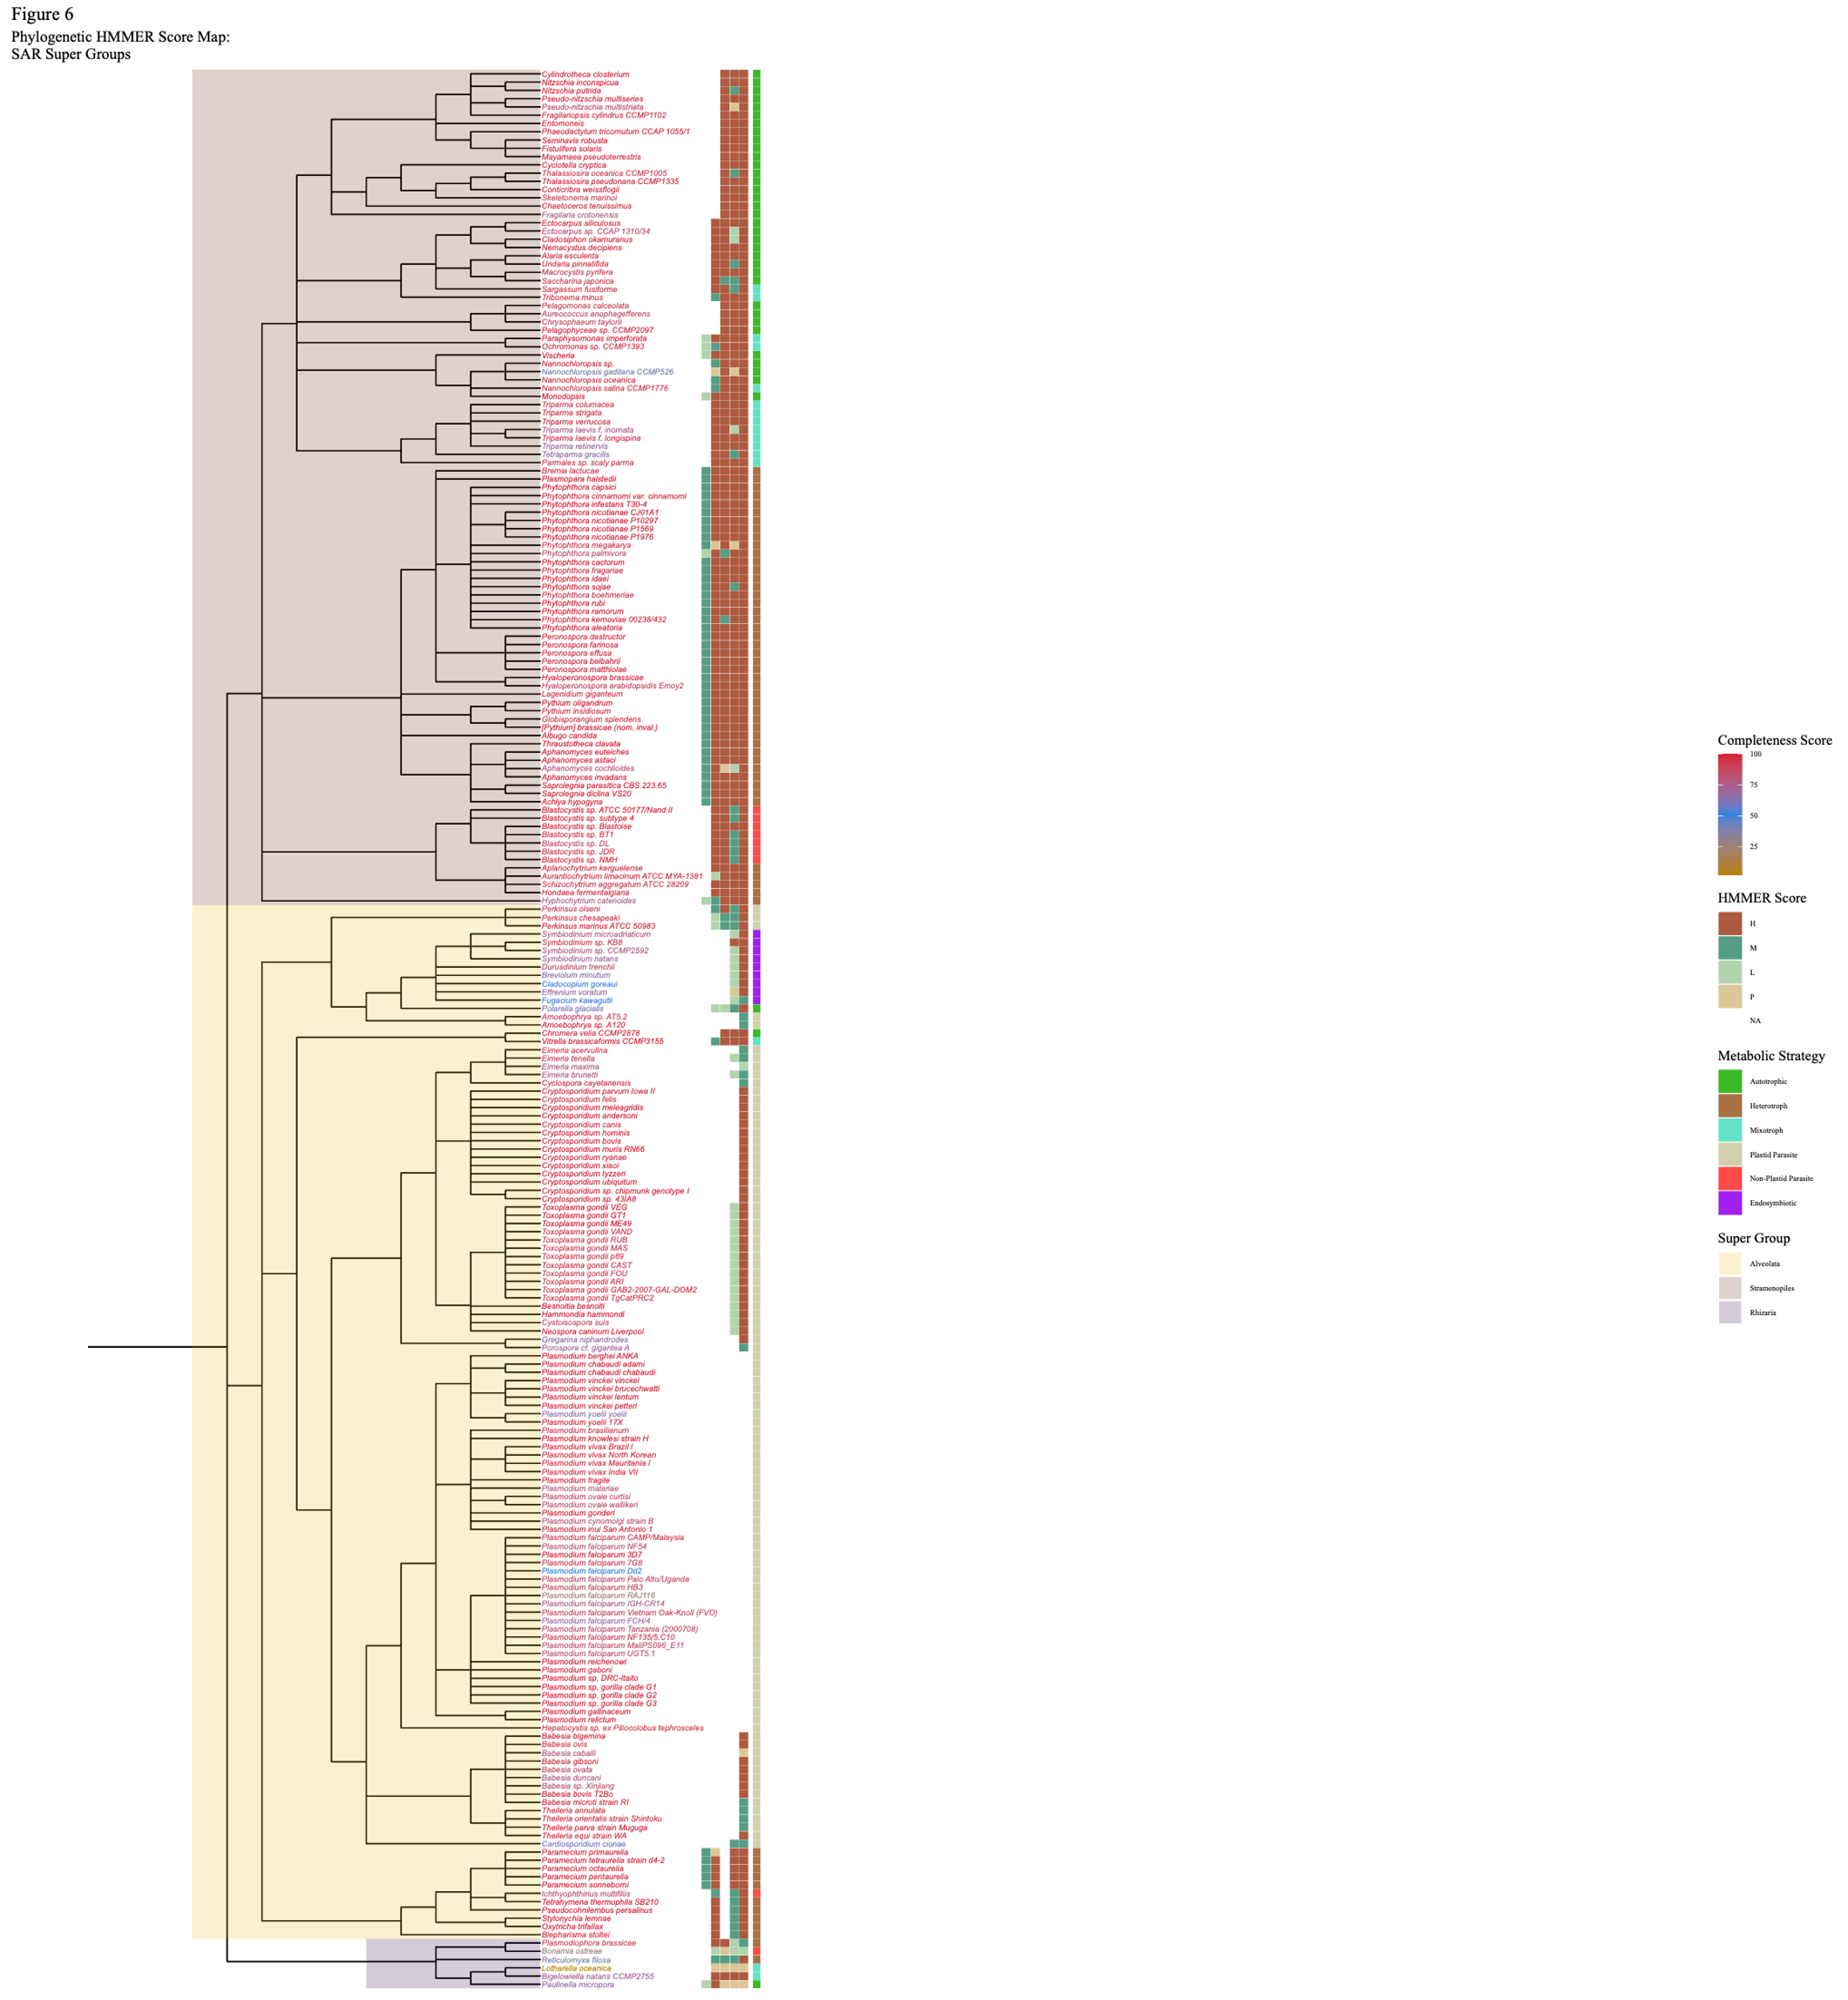 Figure 6
Phylogenetic HMMER Score Map:
SAR Super Groups
Cylindrotheca closterium
Nitzschia inconspicua
Nitzschia putrida
Pseudo-nitzschia multiseries
Pseudo-nitzschia multistriata
Fragilariopsis cylindrus CCMP1102
Entomoneis
Phaeodactylum tricornutum CCAP 1055/1
Seminavis robusta
Fistulifera solaris
Mayamaea pseudoterrestris
Cyclotella cryptica
Thalassiosira oceanica CCMP1005
Thalassiosira pseudonana CCMP1335
Conticribra weissflogii
Skeletonema marinoi
Chaetoceros tenuissimus
Fragilaria crotonensis
Ectocarpus siliculosus
Ectocarpus sp. CCAP 1310/34
Cladosiphon okamuranus
Nemacystus decipiens
Alaria esculenta
Undaria pinnatifida
Macrocystis pyrifera
Saccharina japonica
Sargassum fusiforme
Tribonema minus
Pelagomonas calceolata
Aureococcus anophagefferens
Chrysophaeum taylorii
Pelagophyceae sp. CCMP2097
Paraphysomonas imperforata
Ochromonas sp. CCMP1393
Vischeria
Nannochloropsis sp.
Nannochloropsis gaditana CCMP526
Nannochloropsis oceanica
Nannochloropsis salina CCMP1776
Monodopsis
Triparma columacea
Triparma strigata
Triparma verrucosa
Triparma laevis f. inornata
Triparma laevis f. longispina
Triparma retinervis
Tetraparma gracilis
Parmales sp. scaly parma
Bremia lactucae
Plasmopara halstedii
Phytophthora capsici
Phytophthora cinnamomi var. cinnamomi
Phytophthora infestans T30-4
Phytophthora nicotianae CJ01A1
Phytophthora nicotianae P10297
Phytophthora nicotianae P1569
Phytophthora nicotianae P1976
Phytophthora megakarya
Phytophthora palmivora
Phytophthora cactorum
Phytophthora fragariae
Phytophthora idaei
Phytophthora sojae
Phytophthora boehmeriae
Phytophthora rubi
Phytophthora ramorum
Phytophthora kernoviae 00238/432
Phytophthora aleatoria
Peronospora destructor
Peronospora farinosa
Peronospora effusa
Peronospora belbahrii
Peronospora matthiolae
Hyaloperonospora brassicae
Hyaloperonospora arabidopsidis Emoy2
Lagenidium giganteum
Pythium oligandrum
Pythium insidiosum
Globisporangium splendens
[Pythium] brassicae (nom. inval.)
Albugo candida
Thraustotheca clavata
Aphanomyces euteiches
Aphanomyces astaci
Aphanomyces cochlioides
Aphanomyces invadans
Saprolegnia parasitica CBS 223.65
Saprolegnia diclina VS20
Achlya hypogyna
Blastocystis sp. ATCC 50177/Nand II
Blastocystis sp. subtype 4
Blastocystis sp. Blastoise
Blastocystis sp. BT1
Blastocystis sp. DL
Blastocystis sp. JDR
Blastocystis sp. NMH
Aplanochytrium kerguelense
Aurantiochytrium limacinum ATCC MYA-1381
Schizochytrium aggregatum ATCC 28209
Hondaea fermentalgiana
Hyphochytrium catenoides
Perkinsus olseni
Perkinsus chesapeaki
Perkinsus marinus ATCC 50983
Symbiodinium microadriaticum
Symbiodinium sp. KB8
Symbiodinium sp. CCMP2592
Symbiodinium natans
Durusdinium trenchii
Breviolum minutum
Cladocopium goreaui
Effrenium voratum
Fugacium kawagutii
Polarella glacialis
Amoebophrya sp. AT5.2
Amoebophrya sp. A120
Chromera velia CCMP2878
Vitrella brassicaformis CCMP3155
Eimeria acervulina
Eimeria tenella
Eimeria maxima
Eimeria brunetti
Cyclospora cayetanensis
Cryptosporidium parvum Iowa II
Cryptosporidium felis
Cryptosporidium meleagridis
Cryptosporidium andersoni
Cryptosporidium canis
Cryptosporidium hominis
Cryptosporidium bovis
Cryptosporidium muris RN66
Cryptosporidium ryanae
Cryptosporidium xiaoi
Cryptosporidium tyzzeri
Cryptosporidium ubiquitum
Cryptosporidium sp. chipmunk genotype I
Cryptosporidium sp. 43IA8
Toxoplasma gondii VEG
Toxoplasma gondii GT1
Toxoplasma gondii ME49
Toxoplasma gondii VAND
Toxoplasma gondii RUB
Toxoplasma gondii MAS
Toxoplasma gondii p89
Toxoplasma gondii CAST
Toxoplasma gondii FOU
Toxoplasma gondii ARI
Toxoplasma gondii GAB2-2007-GAL-DOM2
Toxoplasma gondii TgCatPRC2
Besnoitia besnoiti
Hammondia hammondi
Cystoisospora suis
Neospora caninum Liverpool
Gregarina niphandrodes
Porospora cf. gigantea A
Plasmodium berghei ANKA
Plasmodium chabaudi adami
Plasmodium chabaudi chabaudi
Plasmodium vinckei vinckei
Plasmodium vinckei brucechwatti
Plasmodium vinckei lentum
Plasmodium vinckei petteri
Plasmodium yoelii yoelii
Plasmodium yoelii 17X
Plasmodium brasilianum
Plasmodium knowlesi strain H
Plasmodium vivax Brazil I
Plasmodium vivax North Korean
Plasmodium vivax Mauritania I
Plasmodium vivax India VII
Plasmodium fragile
Plasmodium malariae
Plasmodium ovale curtisi
Plasmodium ovale wallikeri
Plasmodium gonderi
Plasmodium cynomolgi strain B
Plasmodium inui San Antonio 1
Plasmodium falciparum CAMP/Malaysia
Plasmodium falciparum NF54
Plasmodium falciparum 3D7
Plasmodium falciparum 7G8
Plasmodium falciparum Dd2
Plasmodium falciparum Palo Alto/Uganda
Plasmodium falciparum HB3
Plasmodium falciparum RAJ116
Plasmodium falciparum IGH-CR14
Plasmodium falciparum Vietnam Oak-Knoll (FVO)
Plasmodium falciparum FCH/4
Plasmodium falciparum Tanzania (2000708)
Plasmodium falciparum NF135/5.C10
Plasmodium falciparum MaliPS096_E11
Plasmodium falciparum UGT5.1
Plasmodium reichenowi
Plasmodium gaboni
Plasmodium sp. DRC-Itaito
Plasmodium sp. gorilla clade G1
Plasmodium sp. gorilla clade G2
Plasmodium sp. gorilla clade G3
Plasmodium gallinaceum
Plasmodium relictum
Hepatocystis sp. ex Piliocolobus tephrosceles
Babesia bigemina
Babesia ovis
Babesia caballi
Babesia gibsoni
Babesia ovata
Babesia duncani
Babesia sp. Xinjiang
Babesia bovis T2Bo
Babesia microti strain RI
Theileria annulata
Theileria orientalis strain Shintoku
Theileria parva strain Muguga
Theileria equi strain WA
Cardiosporidium cionae
Paramecium primaurelia
Paramecium tetraurelia strain d4-2
Paramecium octaurelia
Paramecium pentaurelia
Paramecium sonneborni
Ichthyophthirius multifiliis
Tetrahymena thermophila SB210
Pseudocohnilembus persalinus
Stylonychia lemnae
Oxytricha trifallax
Blepharisma stoltei
Plasmodiophora brassicae
Bonamia ostreae
Reticulomyxa filosa
Lotharella oceanica
Bigelowiella natans CCMP2755
Paulinella micropora
Completeness Score
100
75
50
25
HMMER Score
H
M
L
P
NA
Metabolic Strategy
Autotrophic
Heterotroph
Mixotroph
Plastid Parasite
Non-Plastid Parasite
Endosymbiotic
Super Group
Alveolata
Stramenopiles
Rhizaria